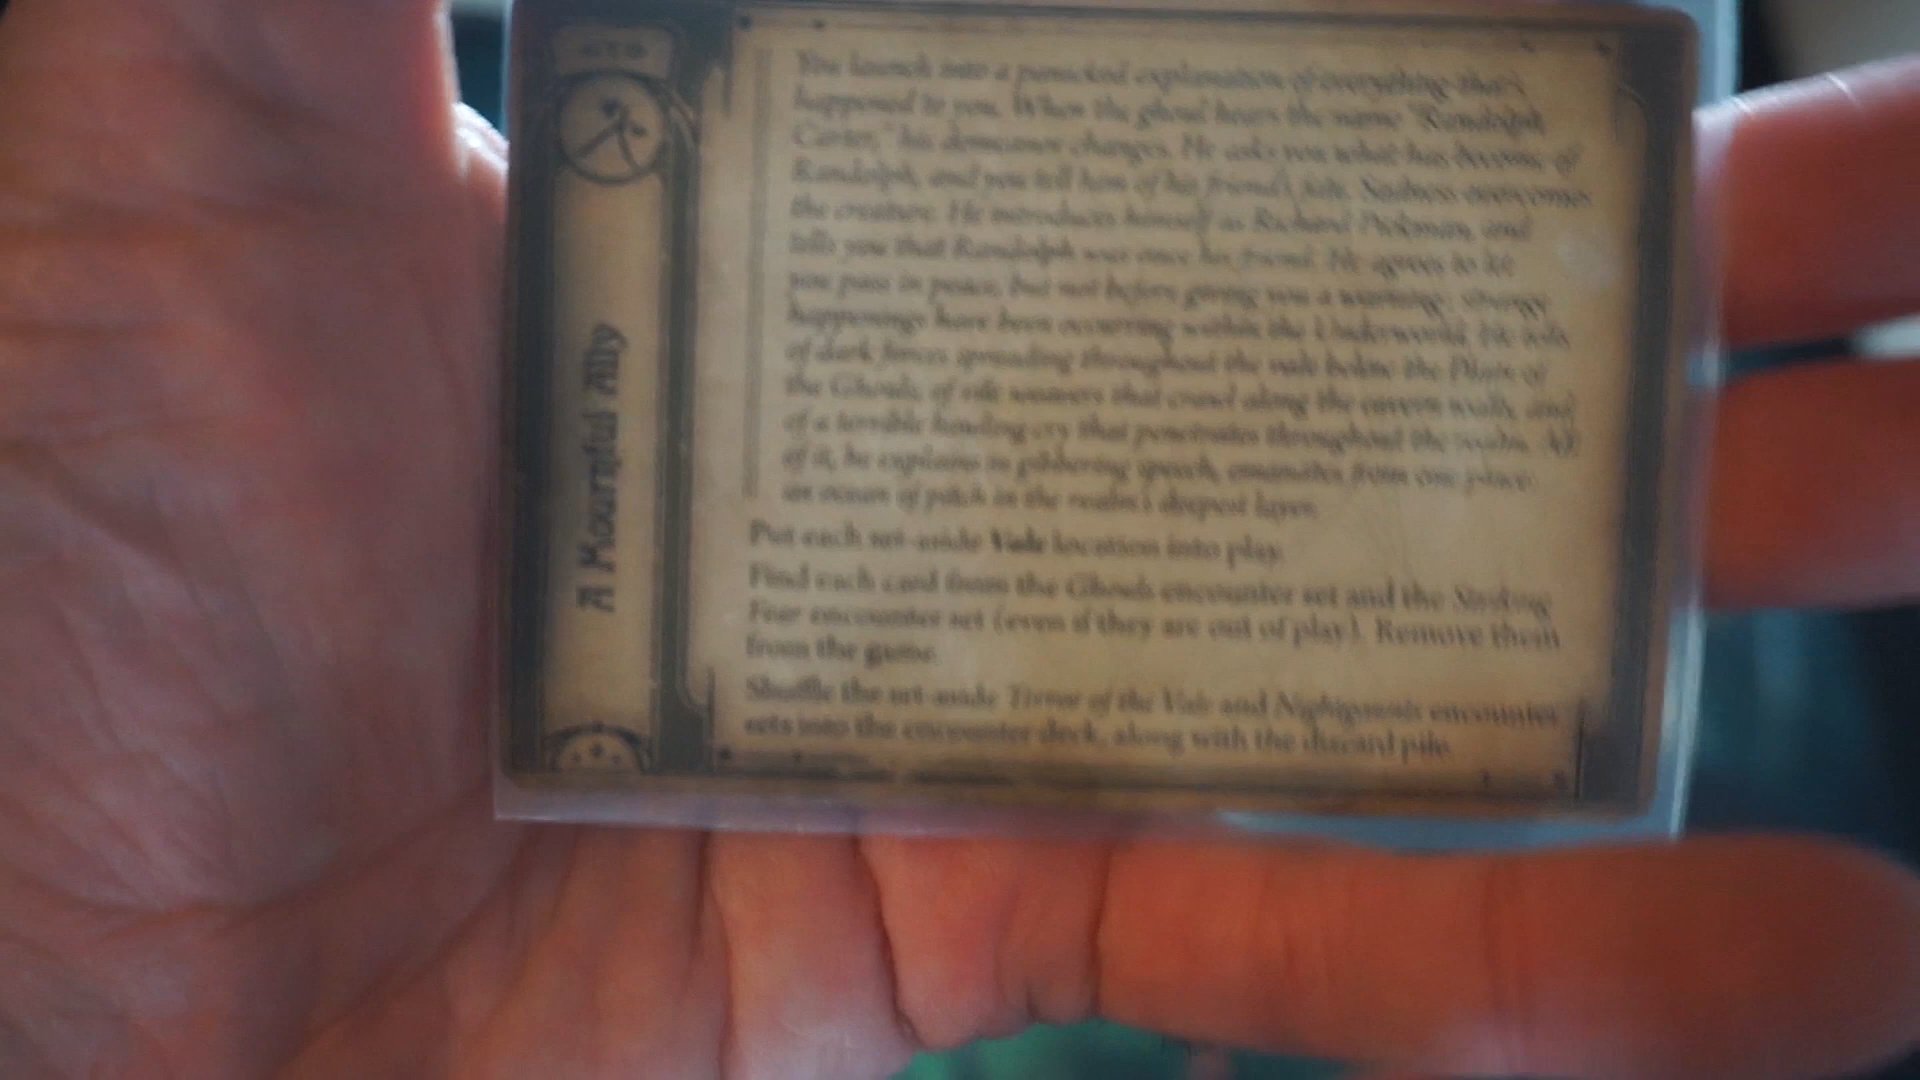 A Mournful Ally
You launch into a panicked explanation of everything that's
happened to you. When the ghoul hears the name "Randolph
Carter," his demeanor changes. He asks you what has become of
Randolph, and you tell him of his friend's fate. Sadness overcomes
the creature. He introduces himself as Richard Pickman, and
tells you that Randolph was once his friend. He agrees to let
you pass in peace, but not before giving you a warning: strange
happenings have been occurring within the Underworld. He tells
of dark forces spreading throughout the vale below the Plain of
the Ghouls, of vile weavers that crawl along the cavern walls, and
of a terrible howling cry that penetrates throughout the realm. All
of it, he explains in gibbering speech, emanates from one place:
an ocean of pitch in the realm's deepest layer.
Put each set-aside Vale location into play.
Find each card from the Ghouls encounter set and the Striking
Fear encounter set (even if they are out of play). Remove them
from the game.
Shuffle the set-aside Terror of the Vale and Nightgaunts encounter
sets into the encounter deck, along with the discard pile.